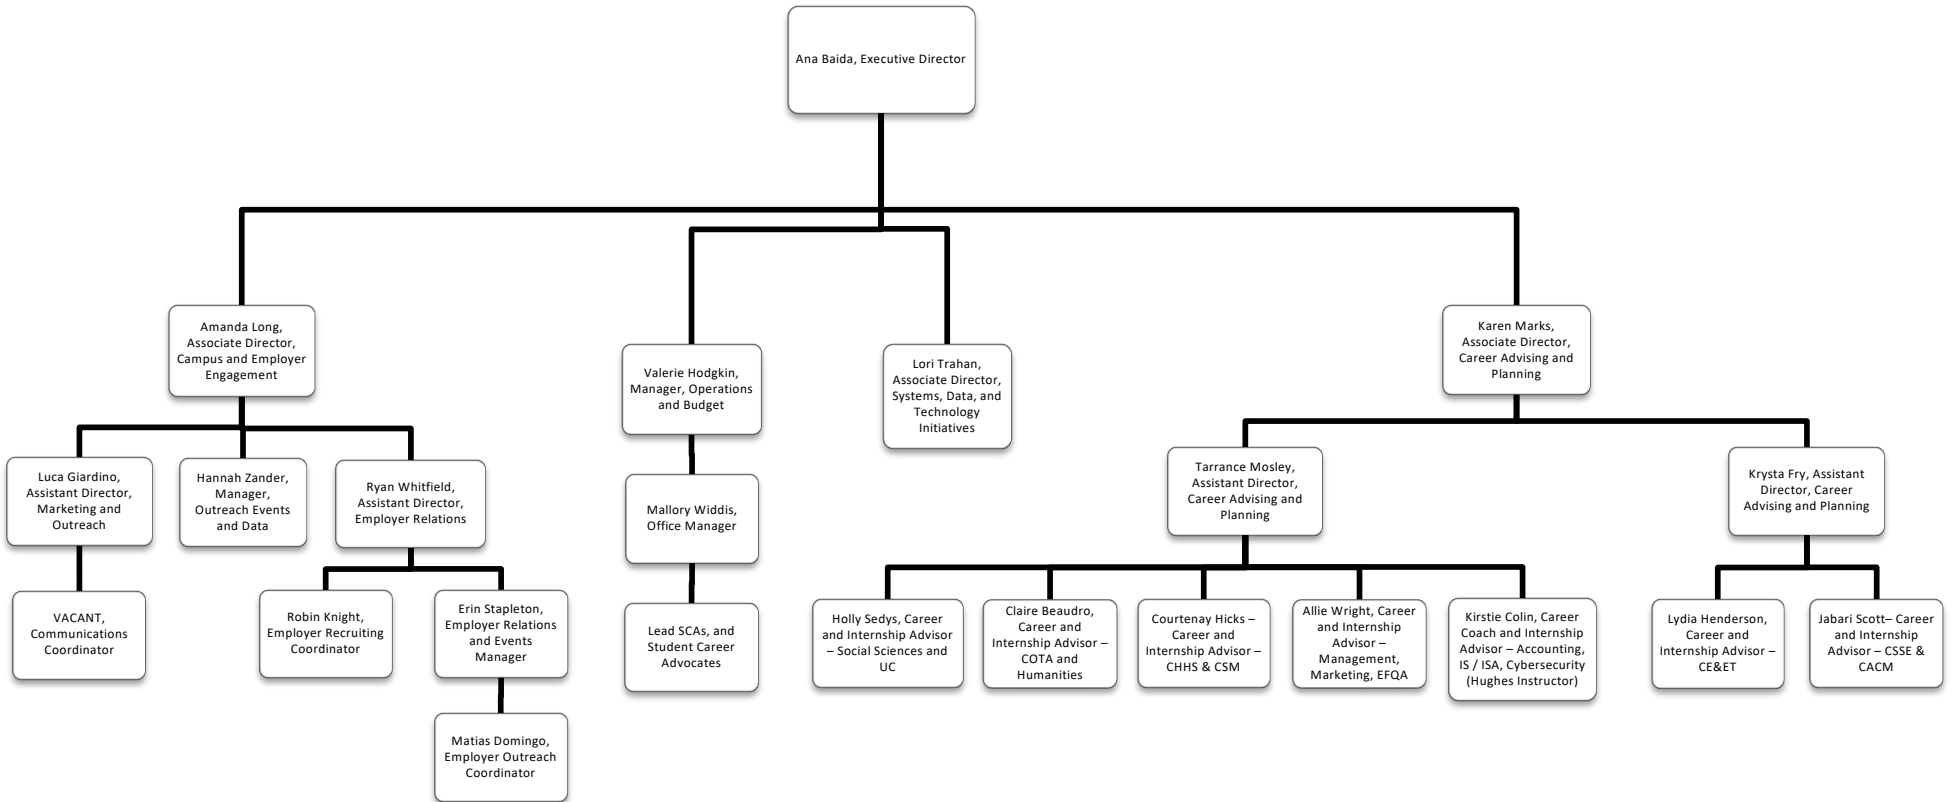 Ana Baida, Executive Director
Amanda Long,
Associate Director,
Campus and Employer
Engagement
Valerie Hodgkin,
Manager, Operations
and Budget
Lori Trahan,
Associate Director,
Systems, Data, and
Technology
Initiatives
Karen Marks,
Associate Director,
Career Advising and
Planning
Luca Giardino,
Assistant Director,
Marketing and
Outreach
Hannah Zander,
Manager,
Outreach Events
and Data
Ryan Whitfield,
Assistant Director,
Employer Relations
Mallory Widdis,
Office Manager
Tarrance Mosley,
Assistant Director,
Career Advising and
Planning
Krysta Fry, Assistant
Director, Career
Advising and Planning
VACANT,
Communications
Coordinator
Robin Knight,
Employer Recruiting
Coordinator
Erin Stapleton,
Employer Relations
and Events
Manager
Lead SCAs, and
Student Career
Advocates
Holly Sedys, Career
and Internship Advisor
– Social Sciences and
UC
Claire Beaudro,
Career and
Internship Advisor –
COTA and
Humanities
Courtenay Hicks –
Career and
Internship Advisor –
CHHS & CSM
Allie Wright, Career
and Internship
Advisor –
Management,
Marketing, EFQA
Kirstie Colin, Career
Coach and Internship
Advisor – Accounting,
IS / ISA, Cybersecurity
(Hughes Instructor)
Lydia Henderson,
Career and
Internship Advisor –
CE&ET
Jabari Scott– Career
and Internship
Advisor – CSSE &
CACM
Matias Domingo,
Employer Outreach
Coordinator